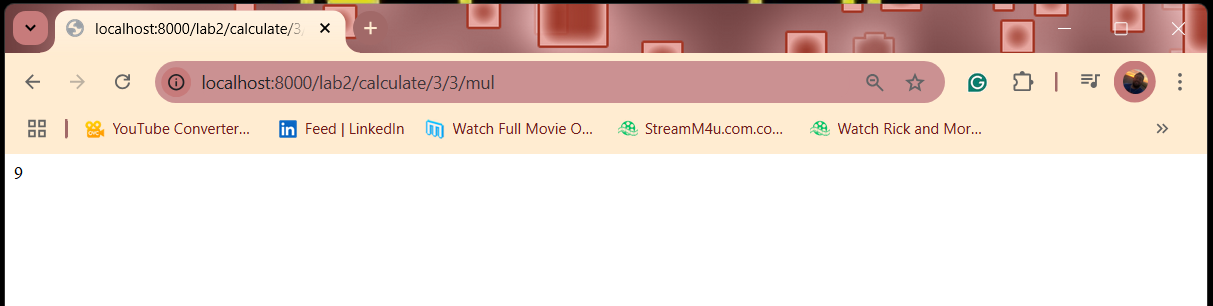 localhost:8000/lab2/calculate/3
localhost:8000/lab2/calculate/3/3/mul
YouTube Converter... Feed | LinkedIn Watch Full Movie O... StreamM4u.com.co... Watch Rick and Mor...
9